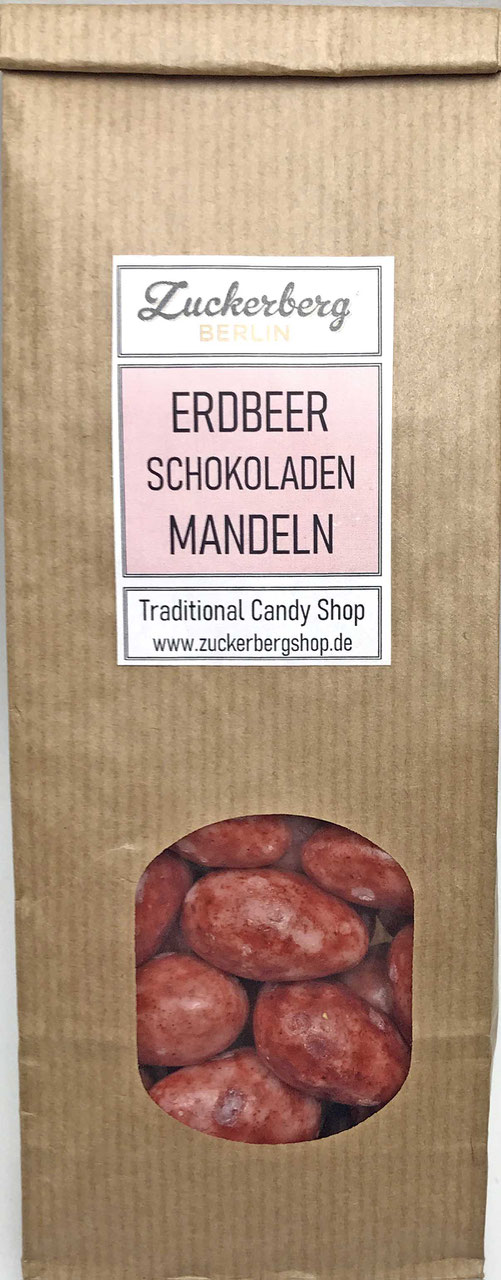 Zuckerberg
BERLIN
ERDBEER
SCHOKOLADEN
MANDELN
Traditional Candy Shop
www.zuckerbergshop.de